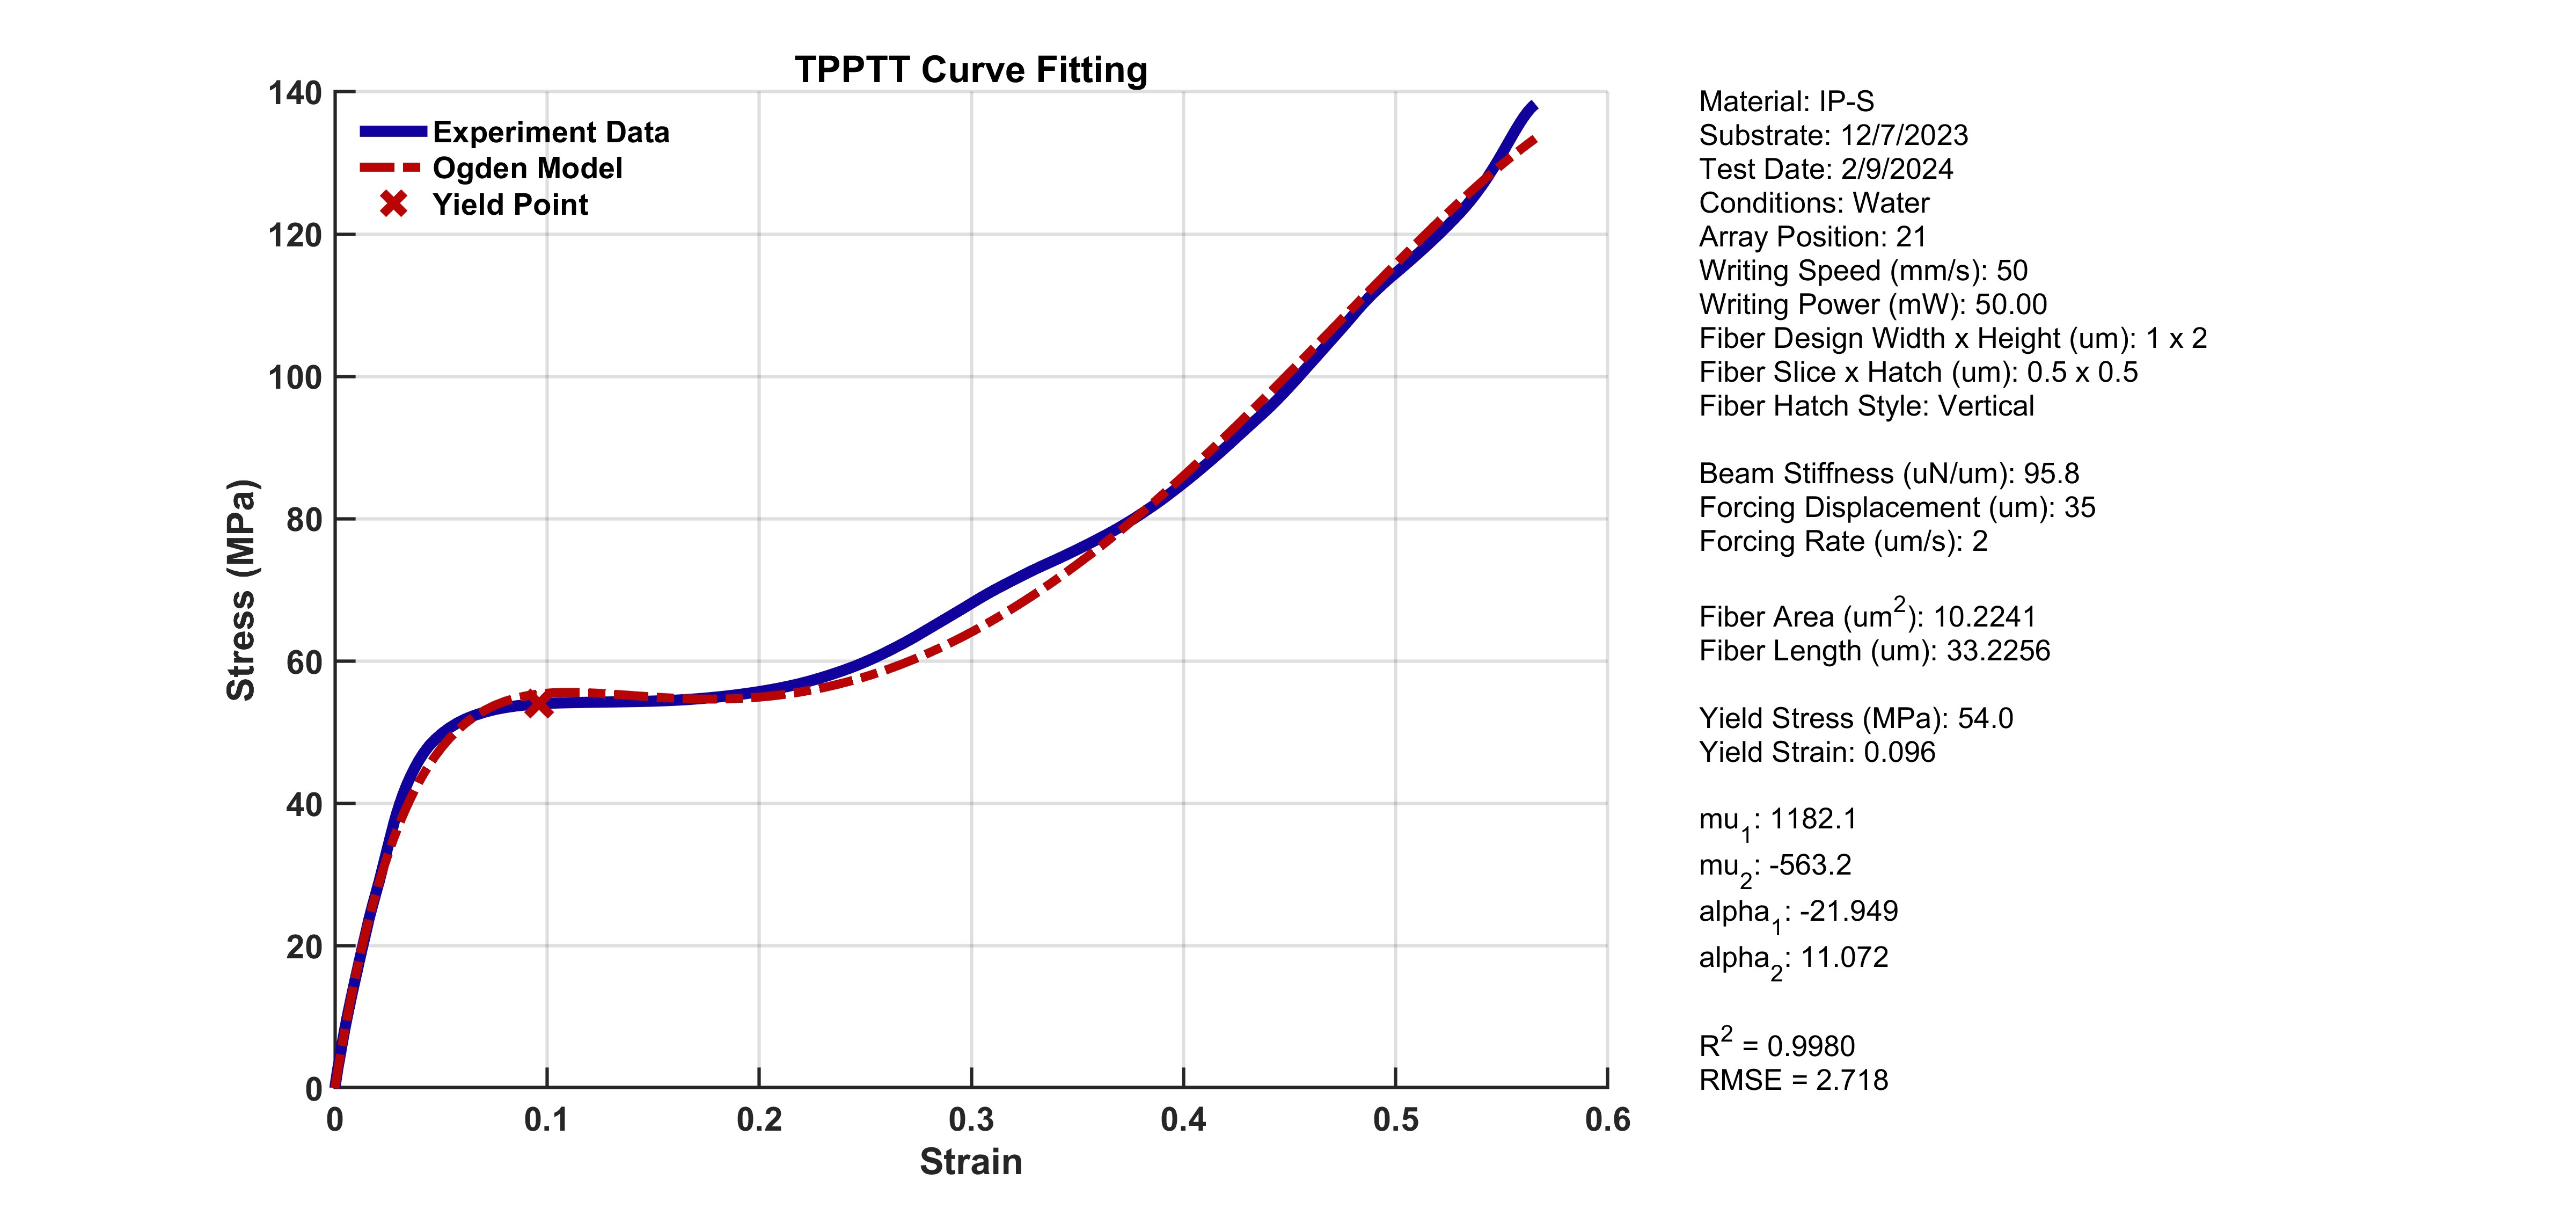 TPPTT Curve Fitting
140
120
100
80
60
40
20
0
Stress (MPa)
Experiment Data
Ogden Model
Yield Point
0 0.1 0.2 0.3 0.4 0.5 0.6
Strain
Material: IP-S
Substrate: 12/7/2023
Test Date: 2/9/2024
Conditions: Water
Array Position: 21
Writing Speed (mm/s): 50
Writing Power (mW): 50.00
Fiber Design Width x Height (um): 1 x 2
Fiber Slice x Hatch (um): 0.5 x 0.5
Fiber Hatch Style: Vertical
Beam Stiffness (uN/um): 95.8
Forcing Displacement (um): 35
Forcing Rate (um/s): 2
Fiber Area (um²): 10.2241
Fiber Length (um): 33.2256
Yield Stress (MPa): 54.0
Yield Strain: 0.096
mu₁: 1182.1
mu₂: -563.2
alpha₁: -21.949
alpha₂: 11.072
R² = 0.9980
RMSE = 2.718